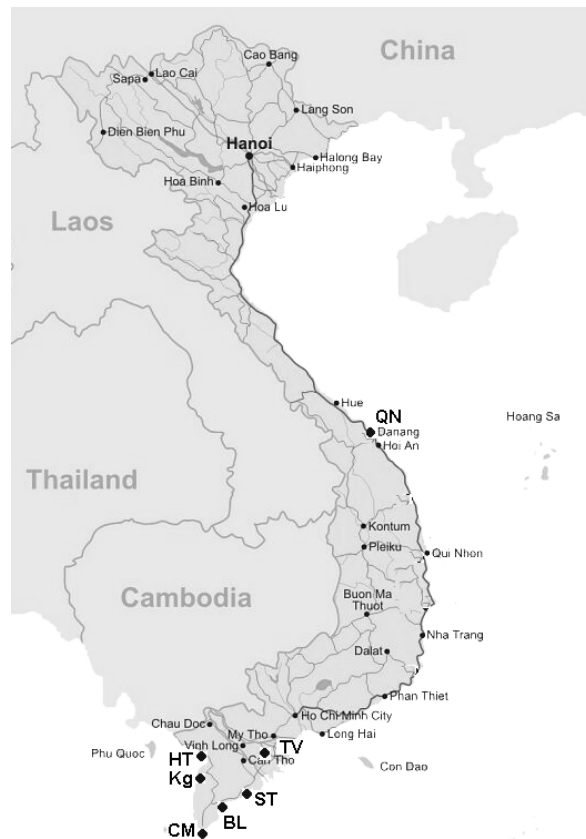 China
Cao Bang
Lao Cai
Sapa
Lang Son
Dien Bien Phu
Hanoi
Halong Bay
Haiphong
Hoa Binh
Hoa Lu
Laos
Hue
QN
Danang
Hoi An
Hoang Sa
Thailand
Kontum
Pleiku
Qui Nhon
Cambodia
Buon Ma
Thuot
Nha Trang
Dalat
Phan Thiet
Ho Chi Minh City
Chau Doc
My Tho
Long Hai
Vinh Long
TV
Phu Quoc
HT
Can Tho
Con Dao
Kg
ST
BL
CM